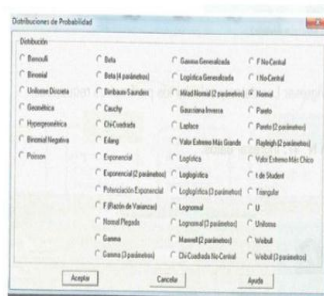 Distribuciones de Probabilidad
Distribución
Bernoulli
Binomial
Uniforme Discreta
Geométrica
Hypergeométrica
Binomial Negativa
Poisson
Beta
Beta (4 parámetros)
Birnbaum-Saunders
Cauchy
Chi-Cuadrada
Erlang
Exponencial
Exponencial (2 parámetros)
Potenciación Exponencial
F (Razón de Varianzas)
Normal Plegada
Gamma
Gamma (3 parámetros)
Gamma Generalizada
Logística Generalizada
Mitad Normal (2 parámetros)
Gaussiana Inversa
Laplace
Valor Extremo Más Grande
Logística
Loglogística
Loglogística (3 parámetros)
Lognormal
Lognormal (3 parámetros)
Maxwell (2 parámetros)
Chi-Cuadrada No-Central
F No-Central
t No-Central
Normal
Pareto
Pareto (2 parámetros)
Rayleigh (2 parámetros)
Valor Extremo Más Chico
t de Student
Triangular
U
Uniforme
Weibull
Weibull (3 parámetros)
Aceptar
Cancelar
Ayuda